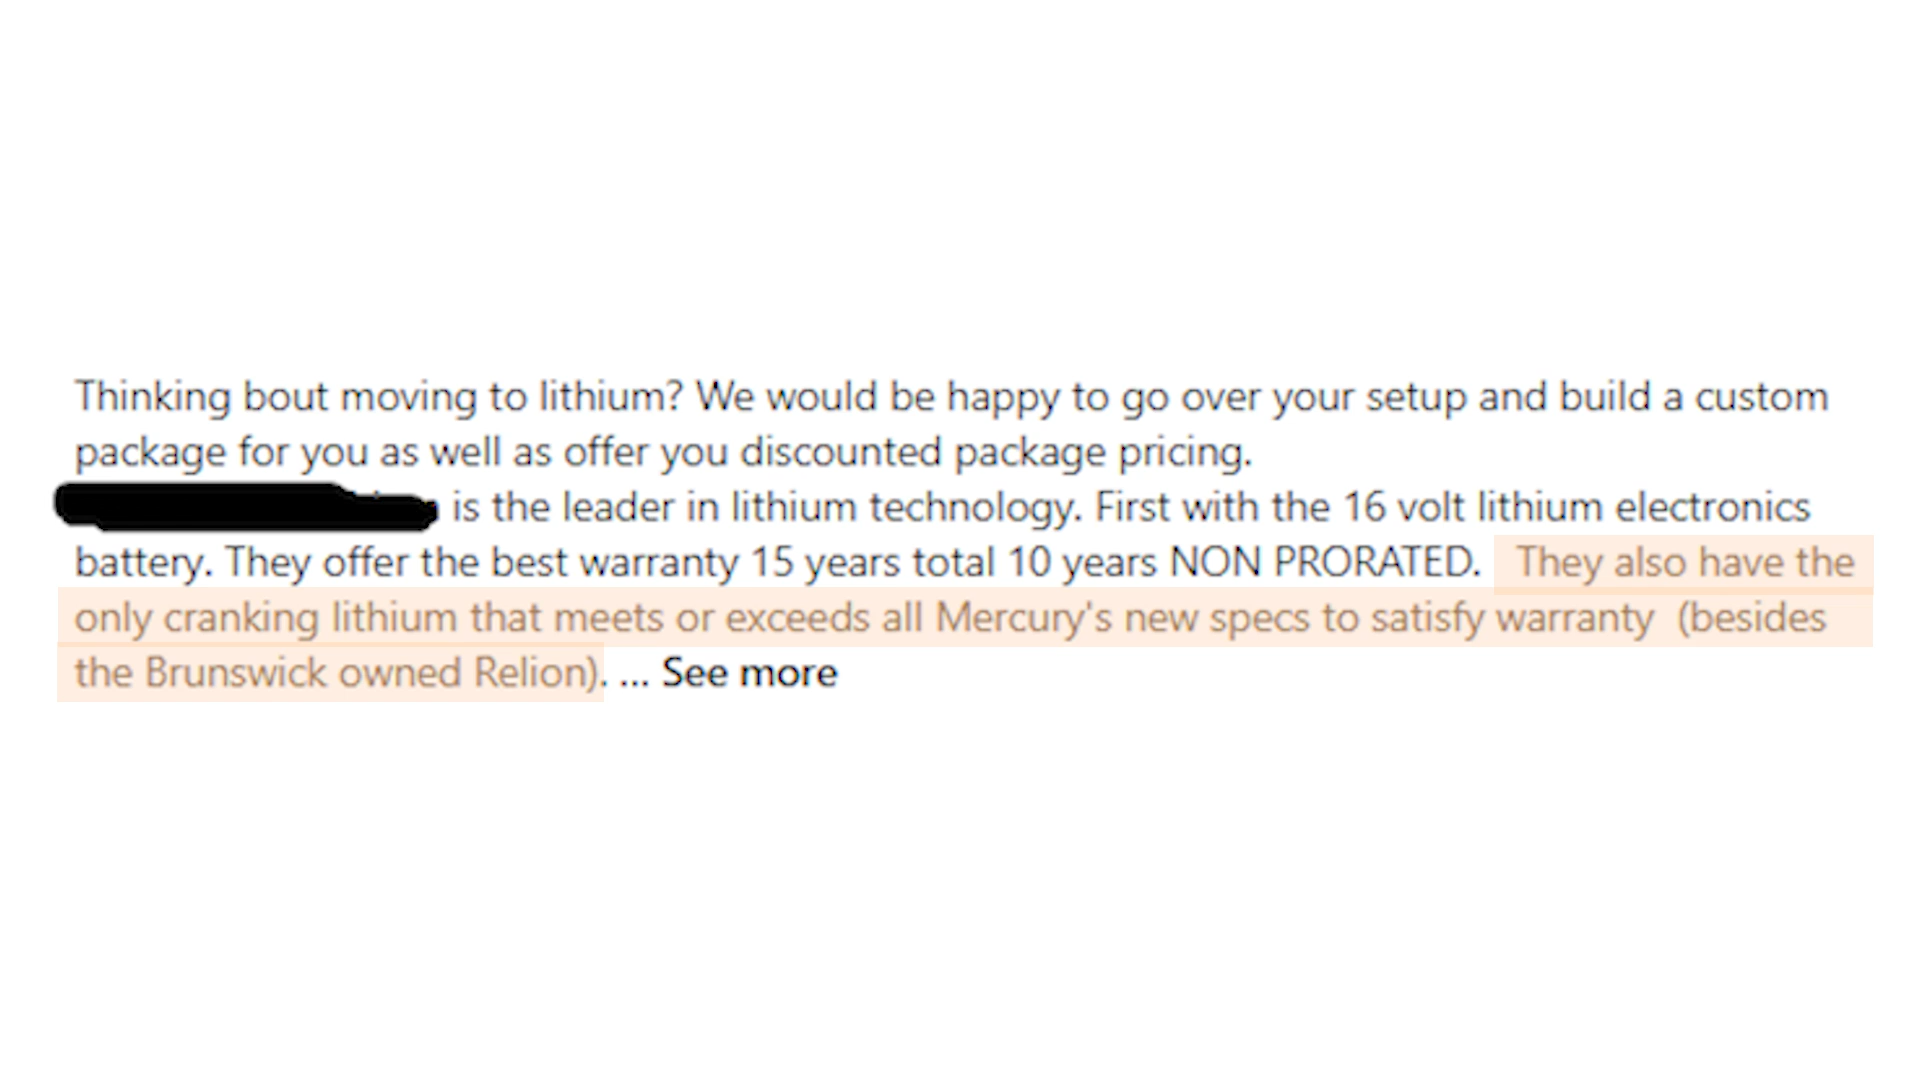 Thinking bout moving to lithium? We would be happy to go over your setup and build a custom
package for you as well as offer you discounted package pricing.
is the leader in lithium technology. First with the 16 volt lithium electronics
battery. They offer the best warranty 15 years total 10 years NON PRORATED. They also have the
only cranking lithium that meets or exceeds all Mercury's new specs to satisfy warranty (besides
the Brunswick owned Relion). ... See more